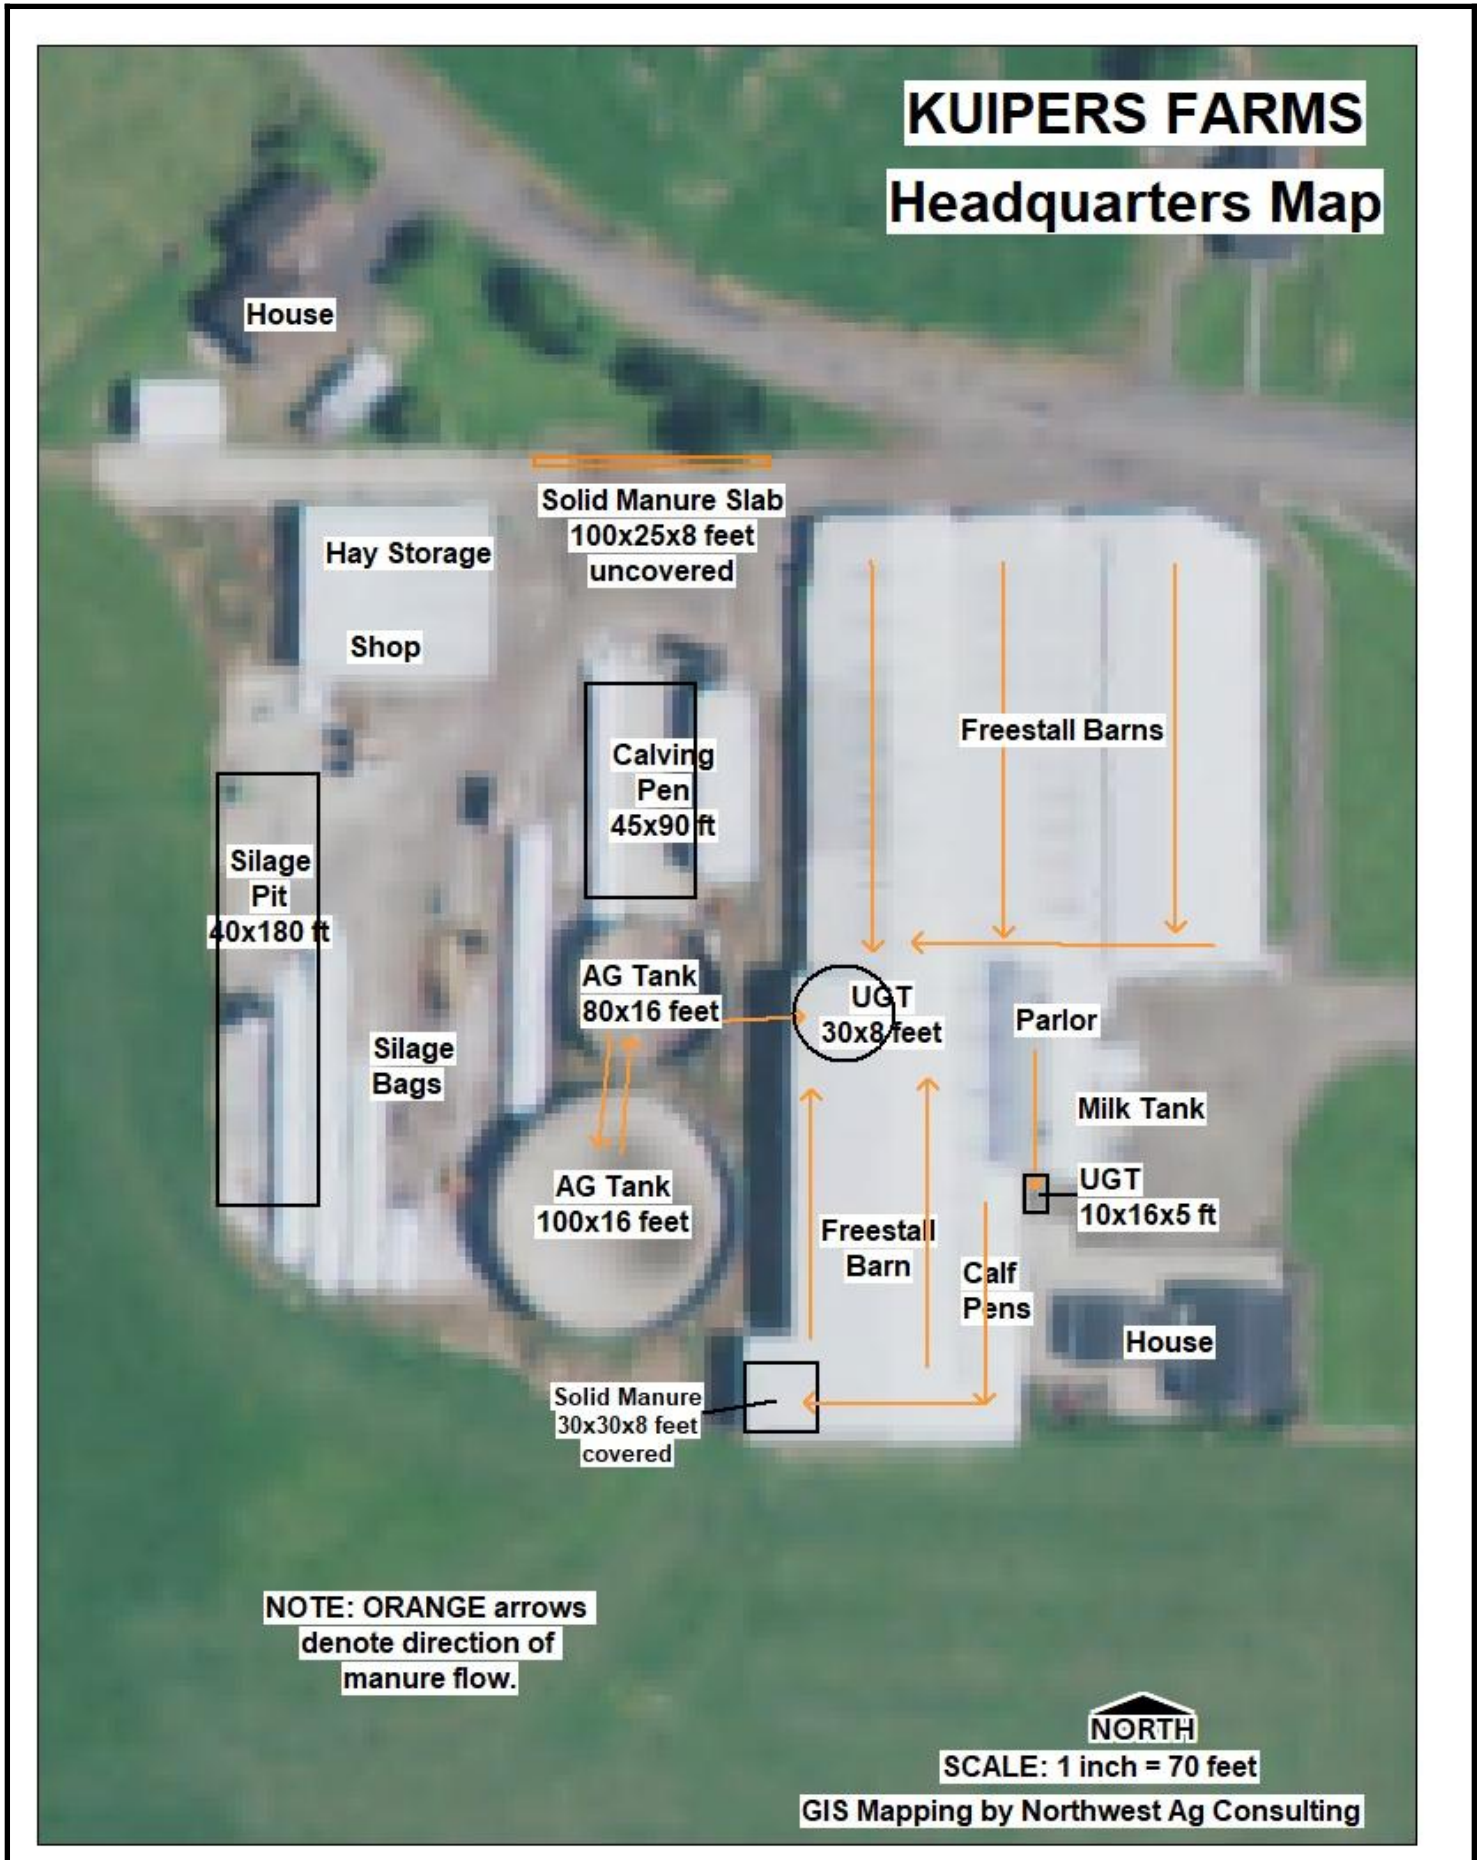 KUIPERS FARMS
Headquarters Map
House
Solid Manure Slab
100x25x8 feet
uncovered
Hay Storage
Shop
Freestall Barns
Calving
Pen
45x90 ft
Silage
Pit
40x180 ft
AG Tank
80x16 feet
UGT
30x8 feet
Parlor
Silage
Bags
Milk Tank
AG Tank
100x16 feet
UGT
10x16x5 ft
Freestall
Barn
Calf
Pens
House
Solid Manure
30x30x8 feet
covered
NOTE: ORANGE arrows
denote direction of
manure flow.
NORTH
SCALE: 1 inch = 70 feet
GIS Mapping by Northwest Ag Consulting